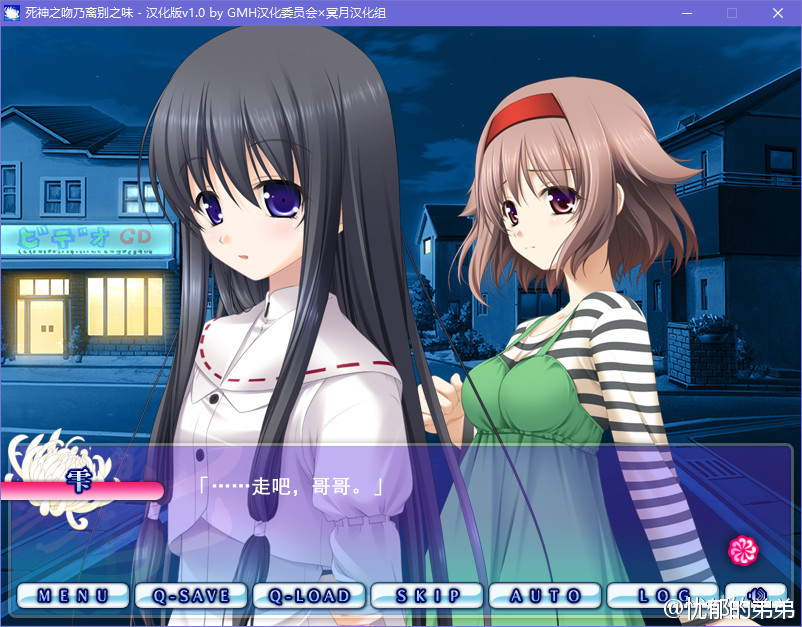 死神之吻乃离别之味 - 汉化版v1.0 by GMH汉化委员会×冥月汉化组
ビデオ GD
雫
「……走吧，哥哥。」
MENU Q-SAVE Q-LOAD SKIP AUTO LOG
@忧郁的弟弟